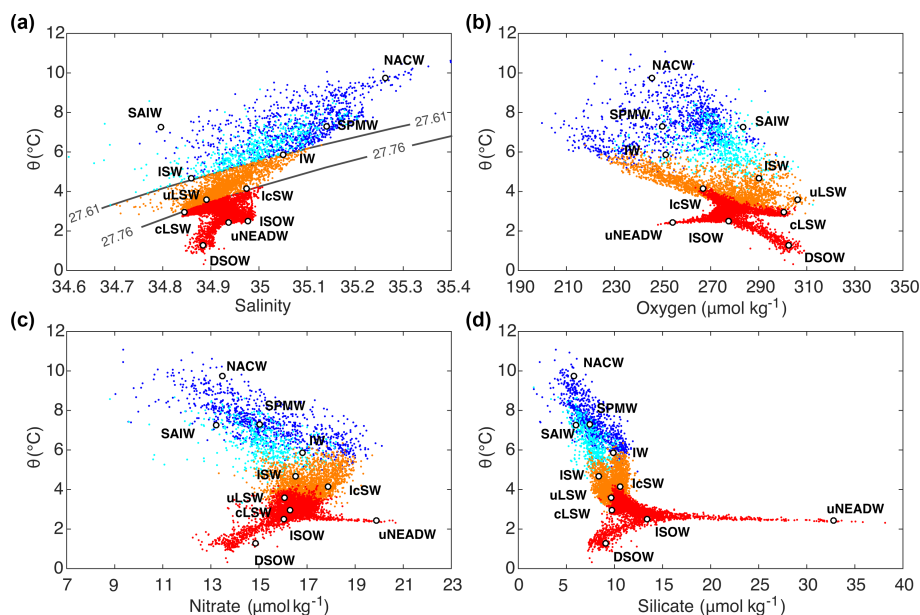 (a)
12
10
8
6
4
2
0
θ (°C)
34.6 34.7 34.8 34.9 35 35.1 35.2 35.3 35.4
Salinity
NACW
SAIW
SPMW
27.61
ISW
IW
27.76
uLSW
IcSW
27.61
27.76
cLSW
ISOW
uNEADW
DSOW
(b)
12
10
8
6
4
2
0
θ (°C)
190 210 230 250 270 290 310 330 350
Oxygen (μmol kg⁻¹)
NACW
SPMW
SAIW
IW
ISW
IcSW
uLSW
cLSW
uNEADW
ISOW
DSOW
(c)
12
10
8
6
4
2
0
θ (°C)
7 9 11 13 15 17 19 21 23
Nitrate (μmol kg⁻¹)
NACW
SPMW
SAIW
IW
ISW
IcSW
uLSW
cLSW
ISOW
uNEADW
DSOW
(d)
12
10
8
6
4
2
0
θ (°C)
0 5 10 15 20 25 30 35 40
Silicate (μmol kg⁻¹)
NACW
SPMW
SAIW
IW
ISW
IcSW
uLSW
cLSW
uNEADW
ISOW
DSOW